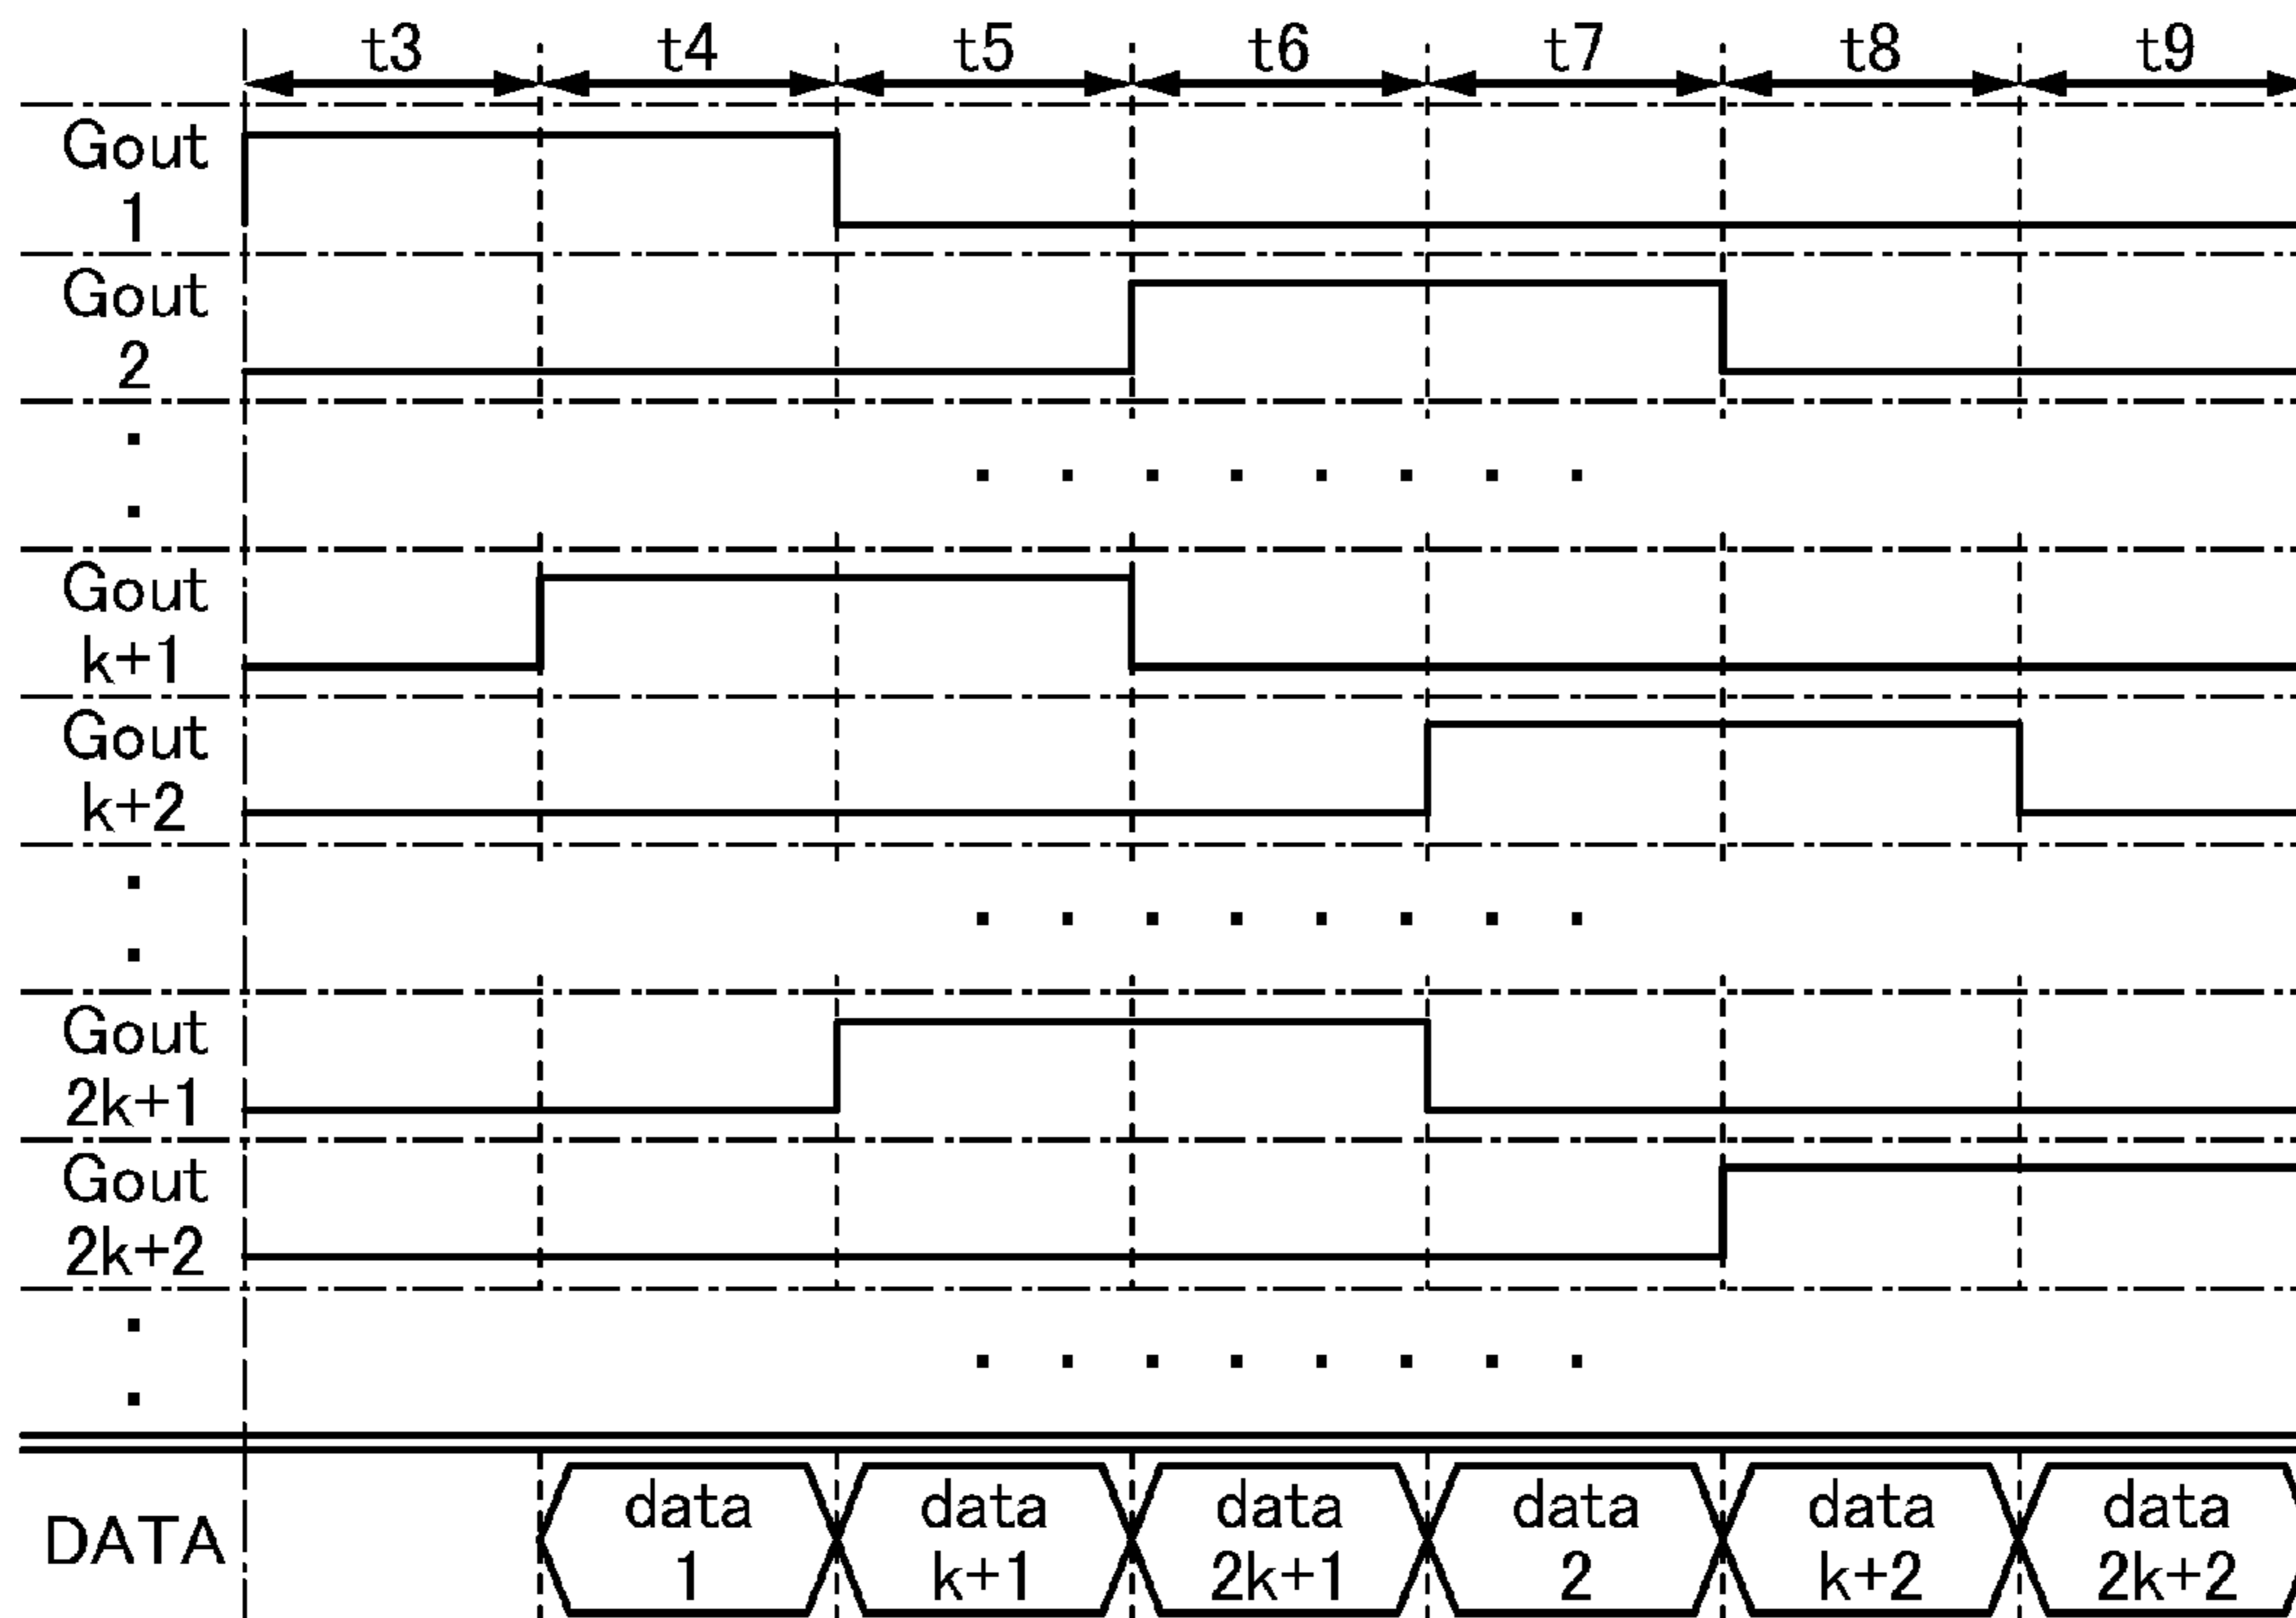 t3 t4 t5 t6 t7 t8 t9
Gout
1
Gout
2
Gout
k+1
Gout
k+2
Gout
2k+1
Gout
2k+2
DATA
data
1
data
k+1
data
2k+1
data
2
data
k+2
data
2k+2